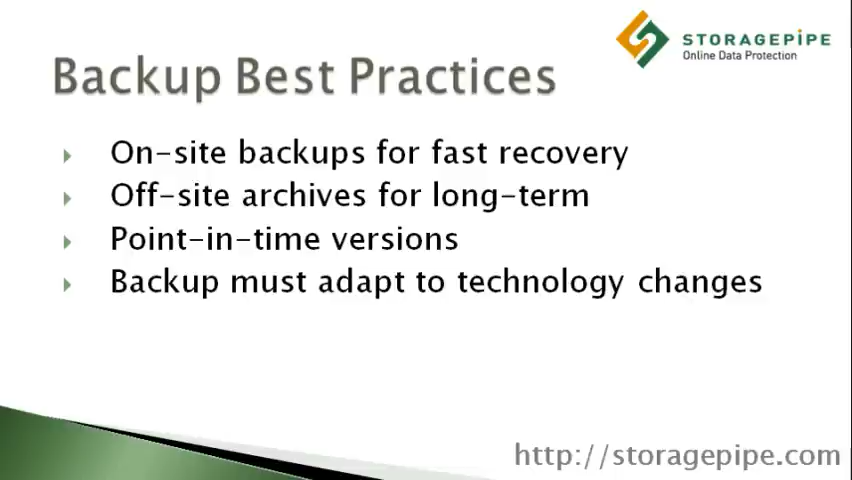 STORAGEPIPE
Online Data Protection
Backup Best Practices
On-site backups for fast recovery
Off-site archives for long-term
Point-in-time versions
Backup must adapt to technology changes
http://storagepipe.com